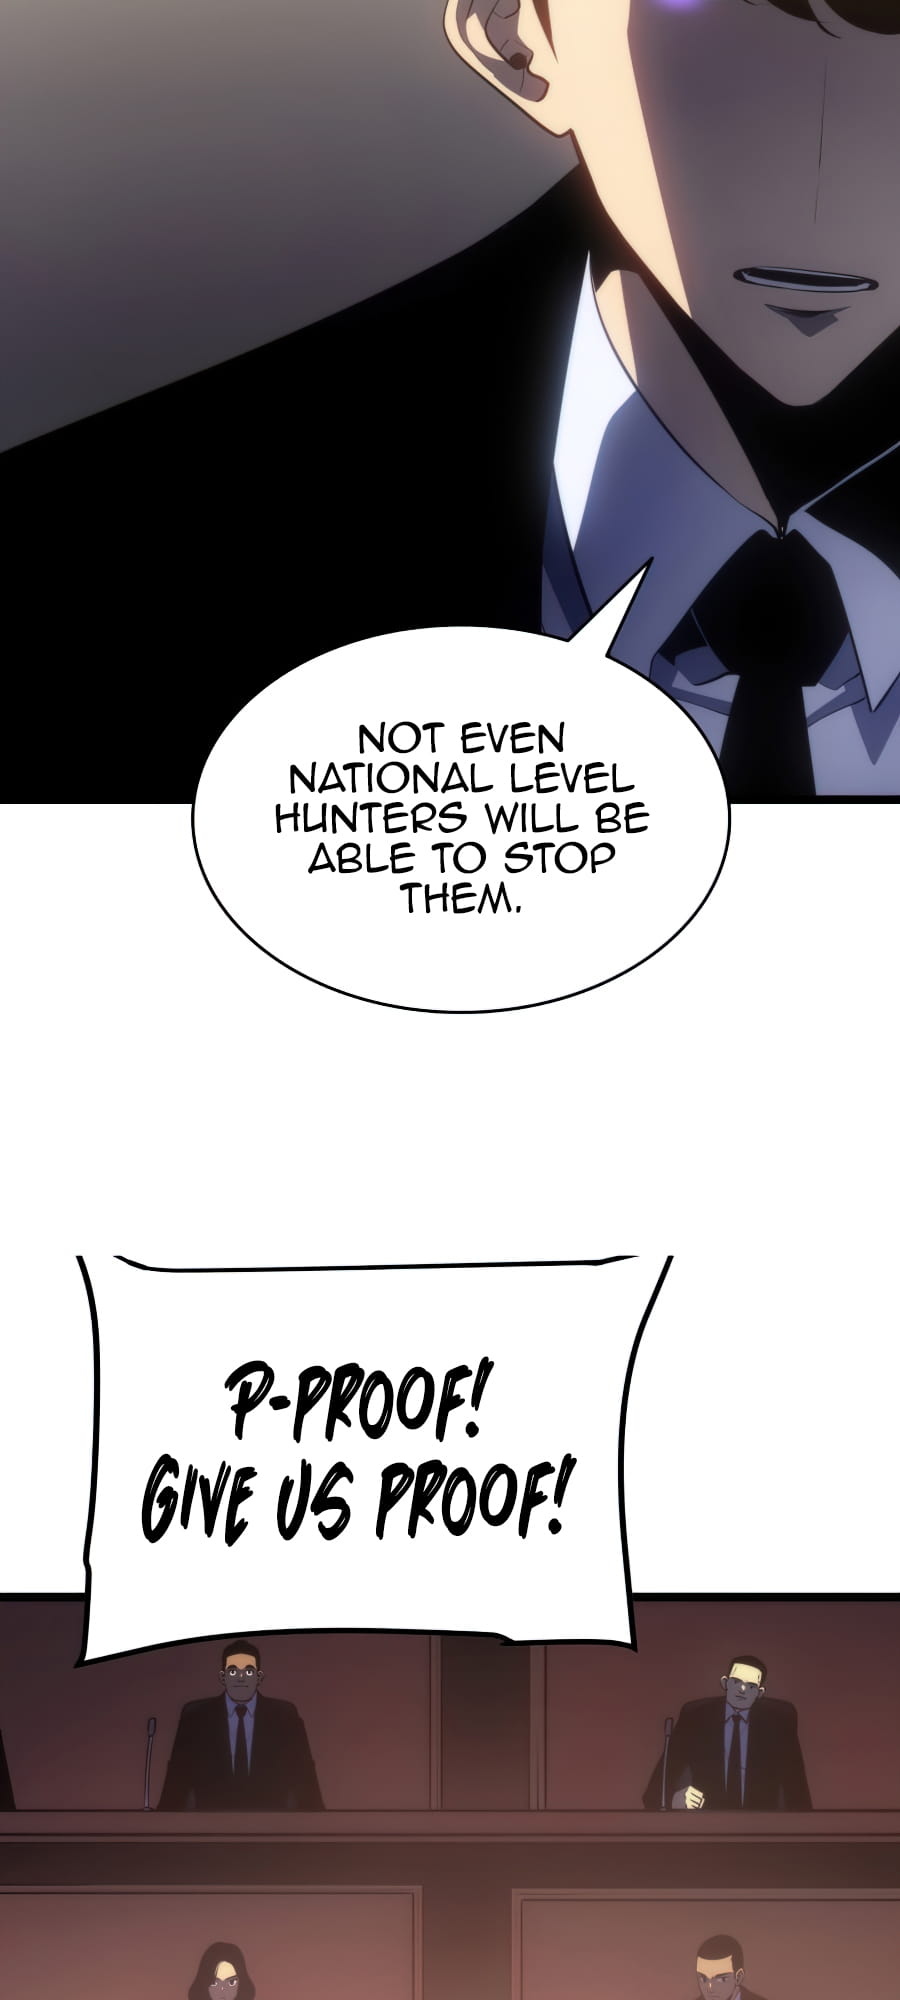 NOT EVEN
NATIONAL LEVEL
HUNTERS WILL BE
ABLE TO STOP
THEM.
P-PROOF!
GIVE US PROOF!